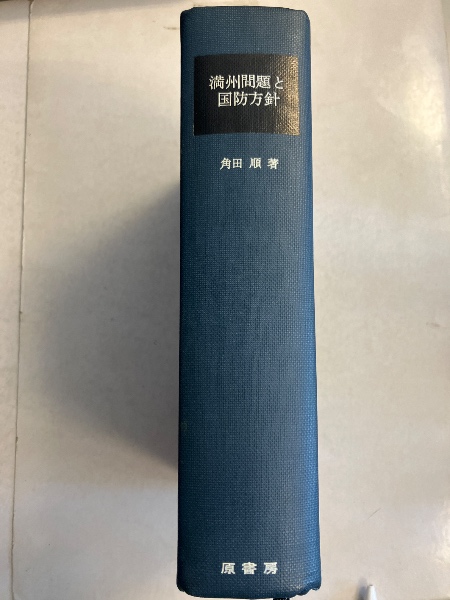 満州問題と
国防方針
角田 順 著
原書房